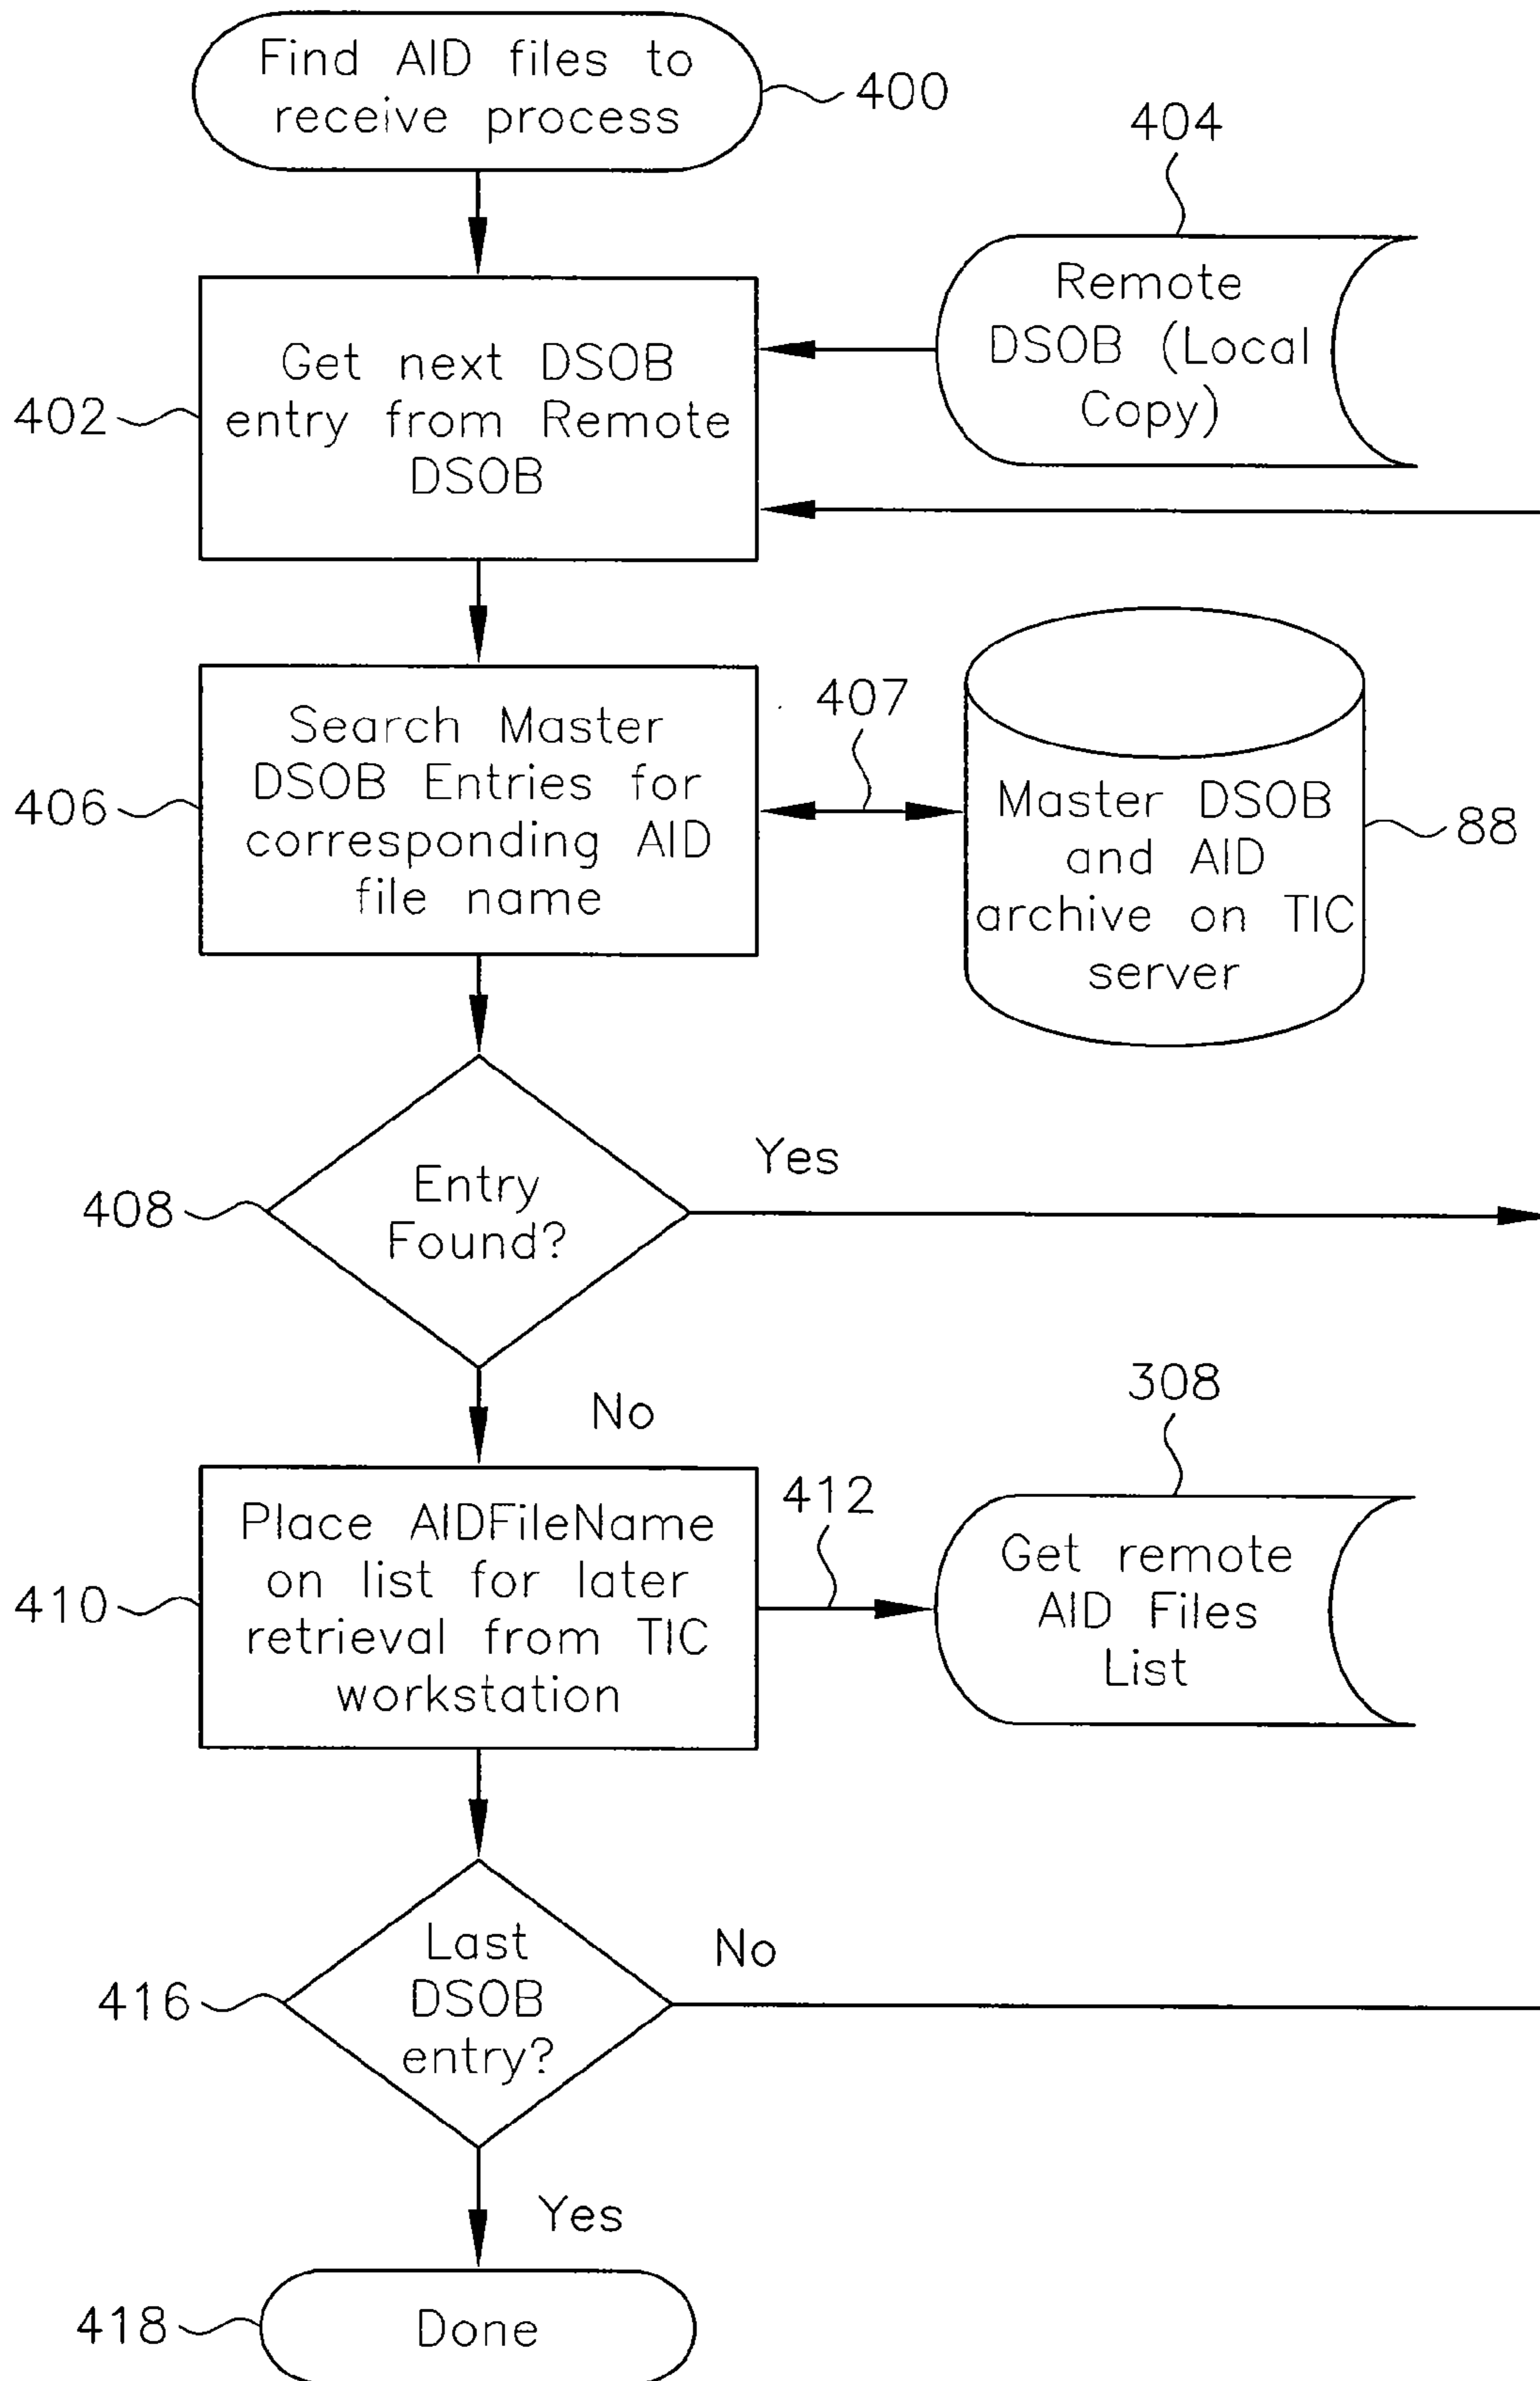 Find AID files to
receive process
400
404
Remote
DSOB (Local
Copy)
Get next DSOB
entry from Remote
DSOB
402
Search Master
DSOB Entries for
corresponding AID
file name
406
407
Master DSOB
and AID
archive on TIC
server
88
Entry
Found?
408
Yes
No
308
Place AIDFileName
on list for later
retrieval from TIC
workstation
410
412
Get remote
AID Files
List
Last
DSOB
entry?
416
No
Yes
Done
418